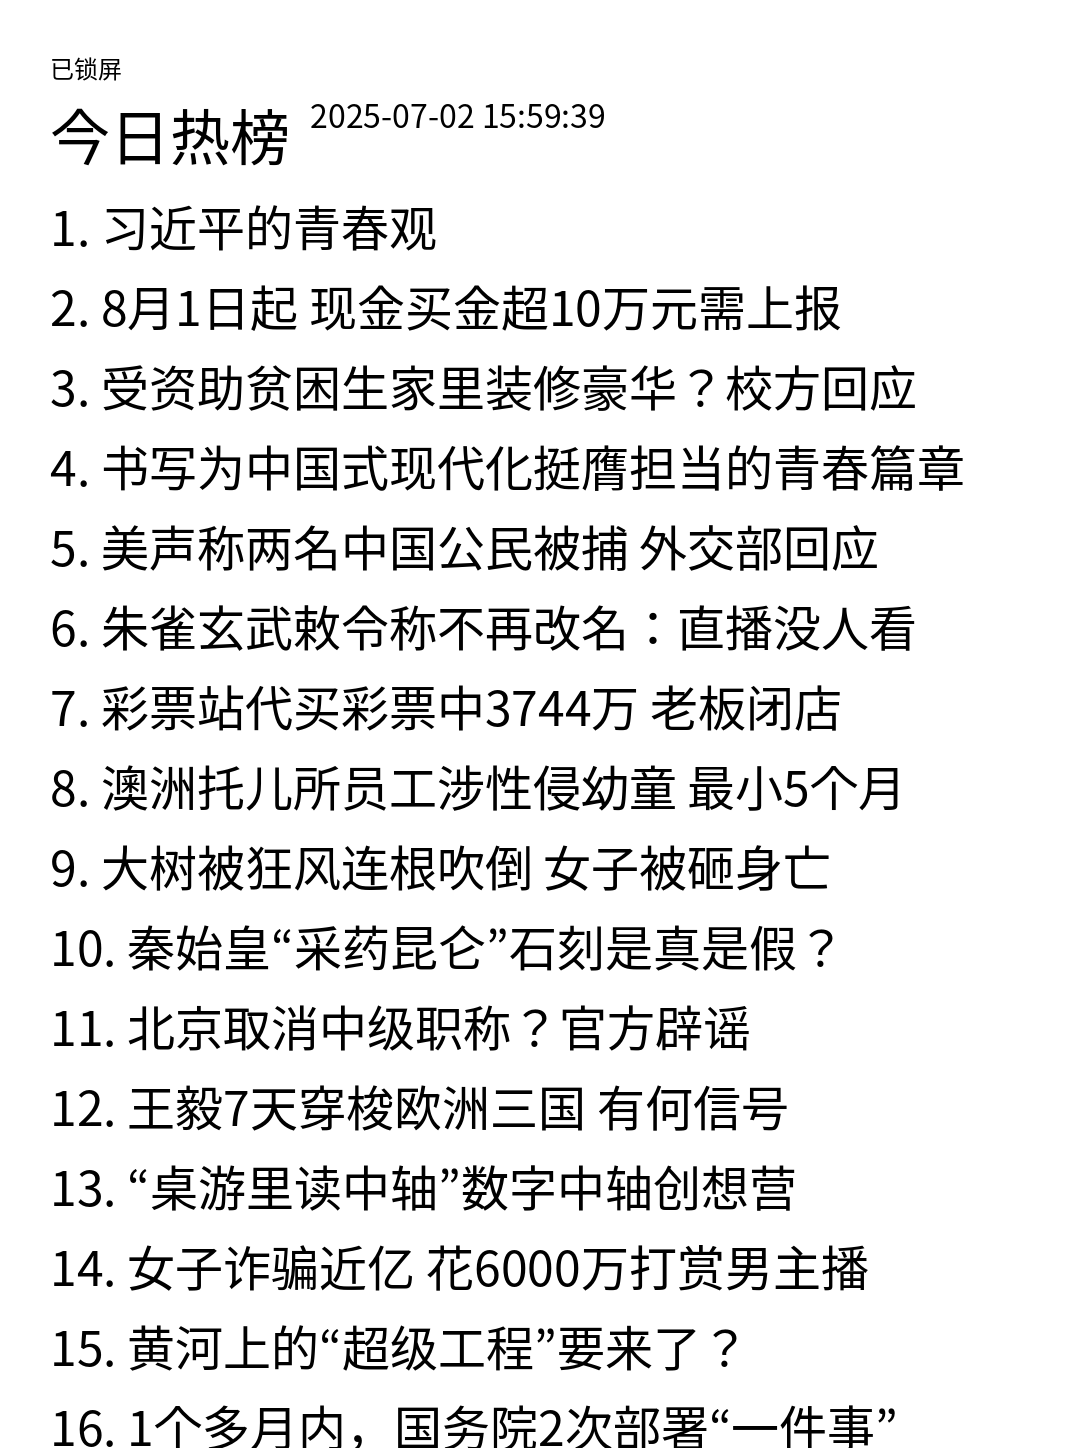 已锁屏
今日热榜 2025-07-02 15:59:39
1. 习近平的青春观
2. 8月1日起 现金买金超10万元需上报
3. 受资助贫困生家里装修豪华？校方回应
4. 书写为中国式现代化挺膺担当的青春篇章
5. 美声称两名中国公民被捕 外交部回应
6. 朱雀玄武敕令称不再改名：直播没人看
7. 彩票站代买彩票中3744万 老板闭店
8. 澳洲托儿所员工涉性侵幼童 最小5个月
9. 大树被狂风连根吹倒 女子被砸身亡
10. 秦始皇“采药昆仑”石刻是真是假？
11. 北京取消中级职称？官方辟谣
12. 王毅7天穿梭欧洲三国 有何信号
13. “桌游里读中轴”数字中轴创想营
14. 女子诈骗近亿 花6000万打赏男主播
15. 黄河上的“超级工程”要来了？
16. 1个多月内，国务院2次部署“一件事”